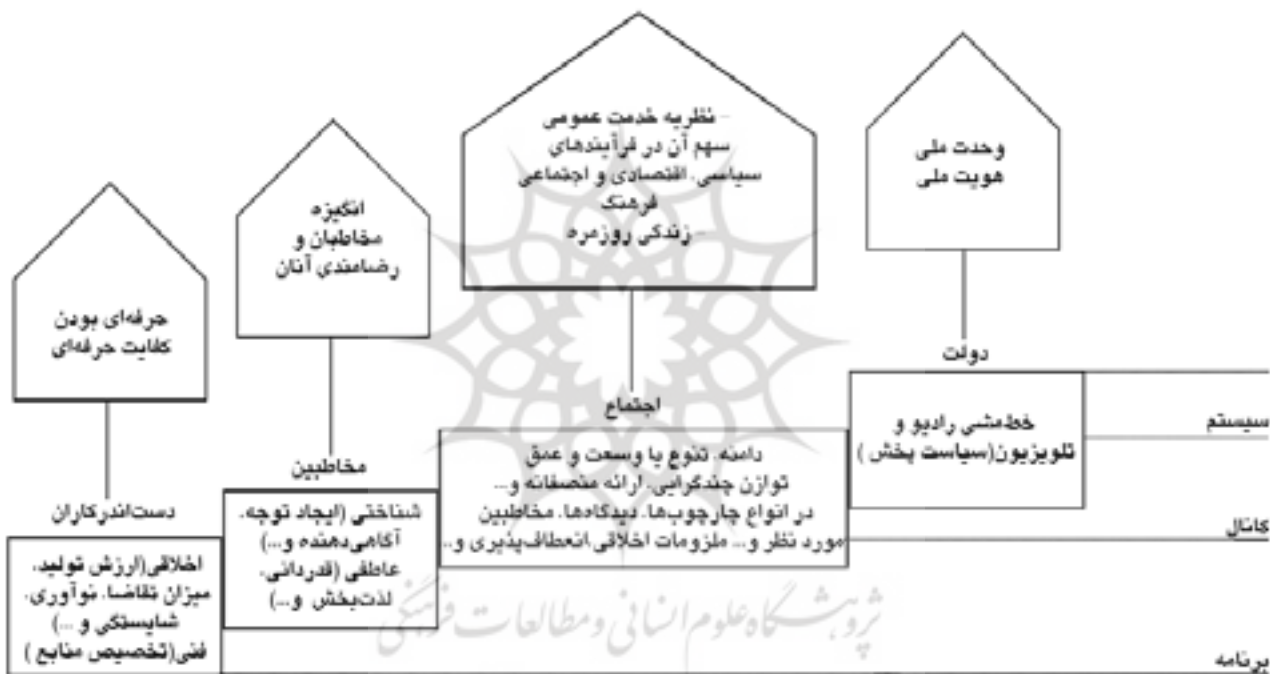 – نظریه خدمت عمومی
سهم آن در فرآیندهای
سیاسی، اقتصادی و اجتماعی
فرهنگ
– زندگی روزمره
وحدت ملی
هویت ملی
انگیزه
مخاطبان و
رضامندی آنان
حرفه‌ای بودن
کفایت حرفه‌ای
دولت
خط‌مشی رادیو و
تلویزیون(سیاست پخش )
سیستم
اجتماع
دامنه، تنوع یا وسعت و عمق
توازن چندگرایی، ارائه منصفانه و...
در انواع چارچوب‌ها، دیدگاه‌ها، مخاطبین
مورد نظر و... ملزومات اخلاقی،انعطاف‌پذیری و..
کانال
مخاطبین
شناختی (ایجاد توجه،
آگاهی‌دهنده و...)
عاطفی (قدردانی،
لذت‌بخش و...)
دست‌اندرکاران
اخلاقی(ارزش تولید،
میزان تقاضا، نوآوری،
شایستگی و ...)
فنی(تخصیص منابع )
برنامه
پژوهشگاه علوم انسانی و مطالعات فرهنگی